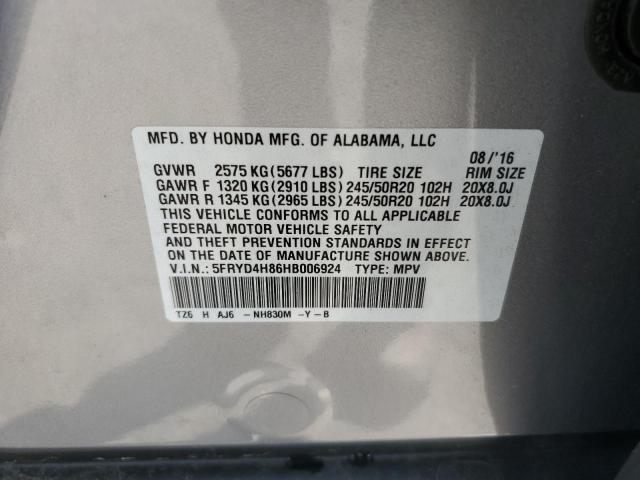 MFD. BY HONDA MFG. OF ALABAMA, LLC
08/'16
GVWR 2575 KG(5677 LBS) TIRE SIZE RIM SIZE
GAWR F 1320 KG(2910 LBS)245/50R20 102H 20X8.0J
GAWR R 1345 KG(2965 LBS)245/50R20 102H 20X8.0J
THIS VEHICLE CONFORMS TO ALL APPLICABLE
FEDERAL MOTOR VEHICLE SAFETY
AND THEFT PREVENTION STANDARDS IN EFFECT
ON THE DATE OF MANUFACTURE SHOWN ABOVE.
V.I.N.: 5FRYD4H86HB006924 TYPE: MPV
TZ6 H AJ6 - NH830M -Y-B